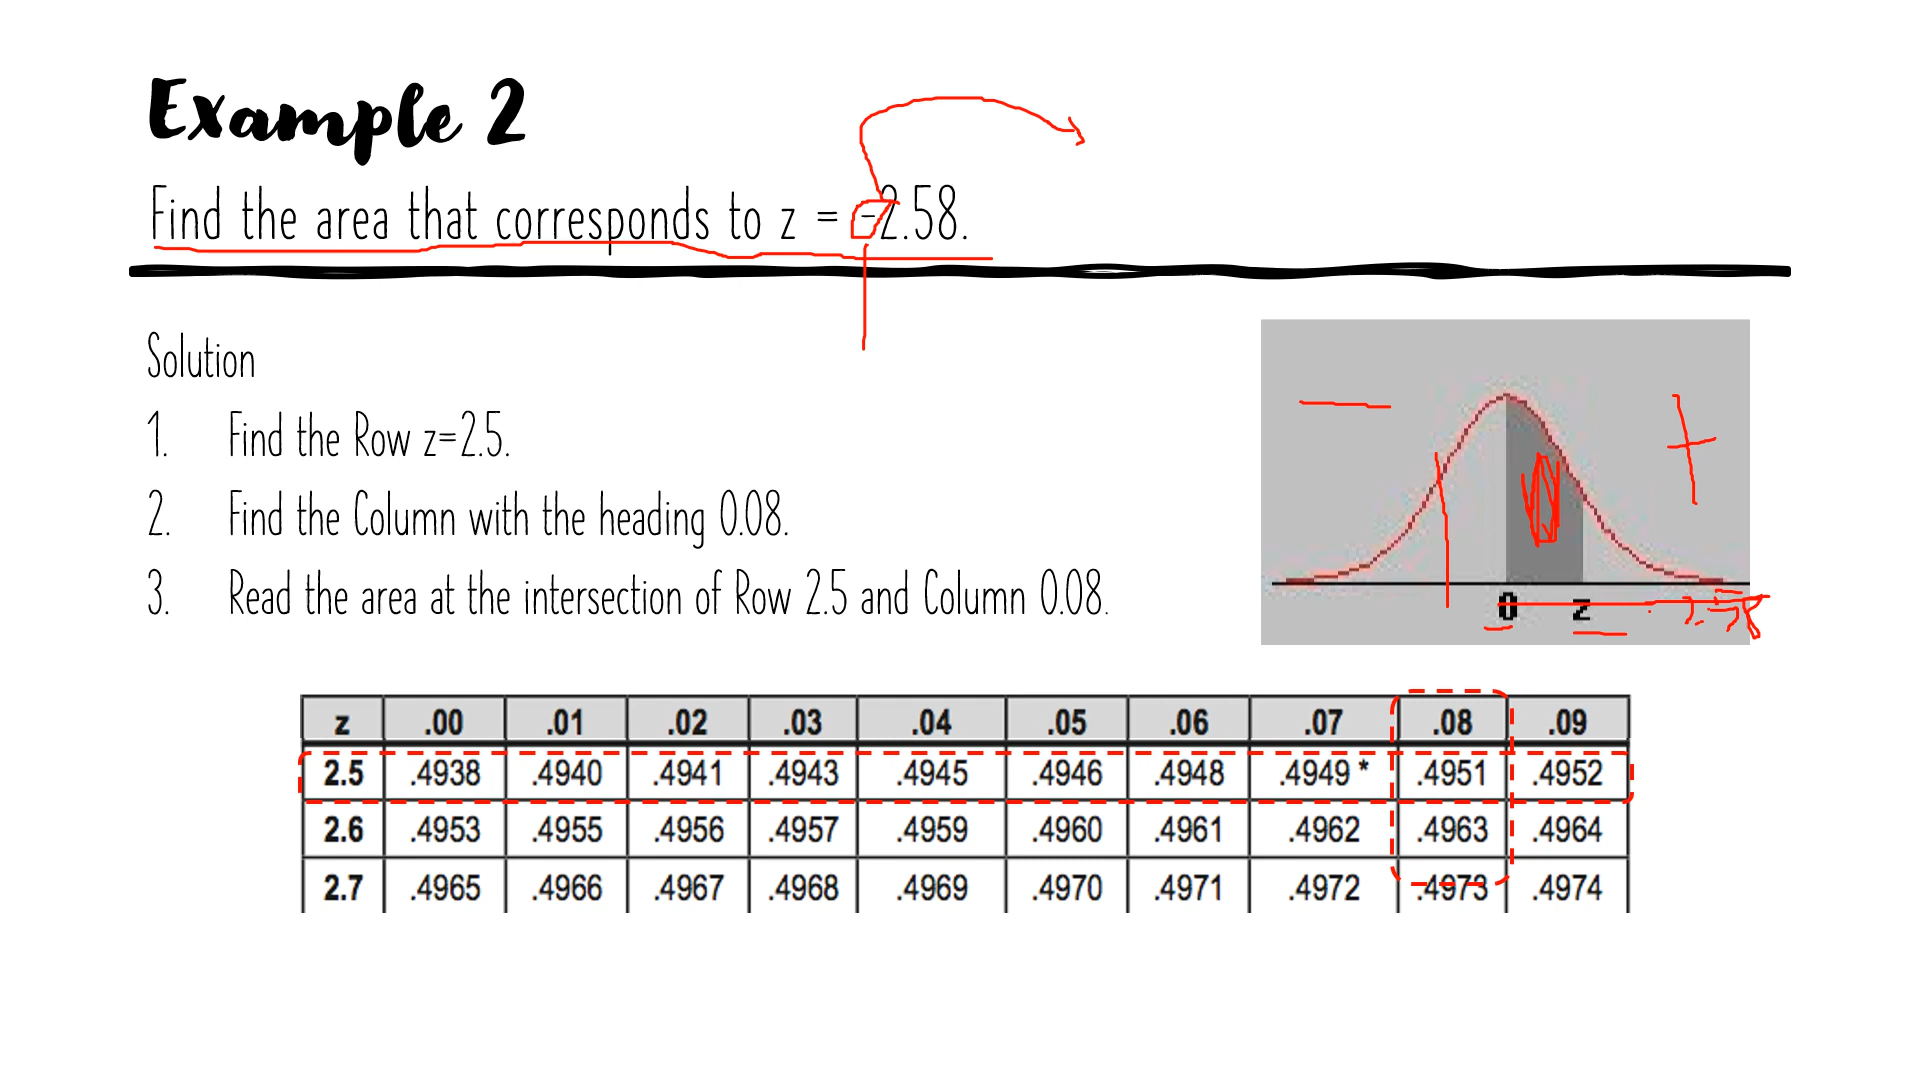 Example 2
Find the area that corresponds to z = -2.58.
Solution
1. Find the Row z=2.5.
2. Find the Column with the heading 0.08.
3. Read the area at the intersection of Row 2.5 and Column 0.08.
— +
0 z 2.58
z .00 .01 .02 .03 .04 .05 .06 .07 .08 .09
2.5 .4938 .4940 .4941 .4943 .4945 .4946 .4948 .4949 * .4951 .4952
2.6 .4953 .4955 .4956 .4957 .4959 .4960 .4961 .4962 .4963 .4964
2.7 .4965 .4966 .4967 .4968 .4969 .4970 .4971 .4972 .4973 .4974